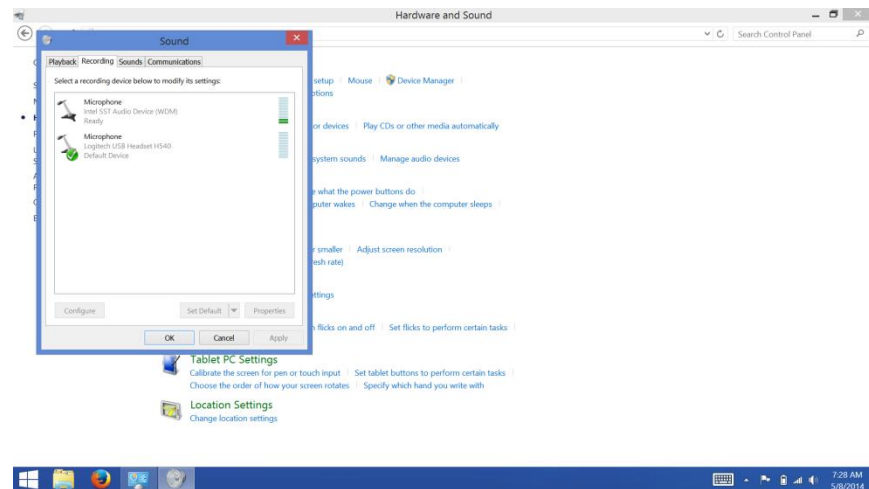 Hardware and Sound
Search Control Panel
Sound
Playback Recording Sounds Communications
Select a recording device below to modify its settings:
Microphone
Intel SST Audio Device (WDM)
Ready
Microphone
Logitech USB Headset H540
Default Device
Configure
Set Default
Properties
OK
Cancel
Apply
setup
Mouse
Device Manager
ptions
or devices
Play CDs or other media automatically
system sounds
Manage audio devices
e what the power buttons do
puter wakes
Change when the computer sleeps
r smaller
Adjust screen resolution
resh rate)
ttings
n flicks on and off
Set flicks to perform certain tasks
Tablet PC Settings
Calibrate the screen for pen or touch input
Set tablet buttons to perform certain tasks
Choose the order of how your screen rotates
Specify which hand you write with
Location Settings
Change location settings
7:28 AM
5/8/2014